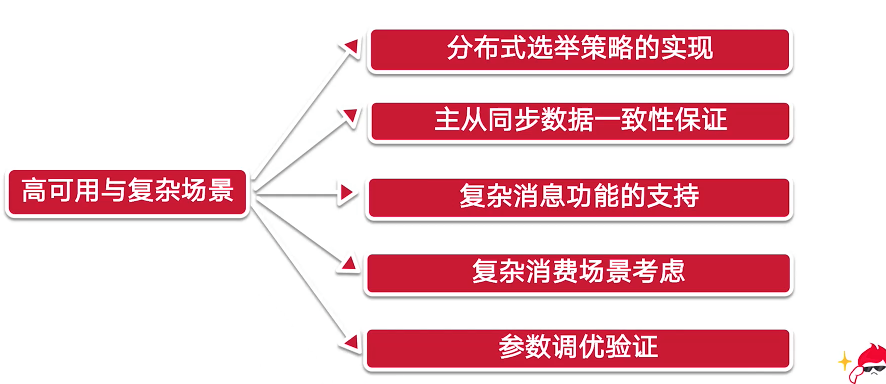 分布式选举策略的实现
主从同步数据一致性保证
高可用与复杂场景
复杂消息功能的支持
复杂消费场景考虑
参数调优验证